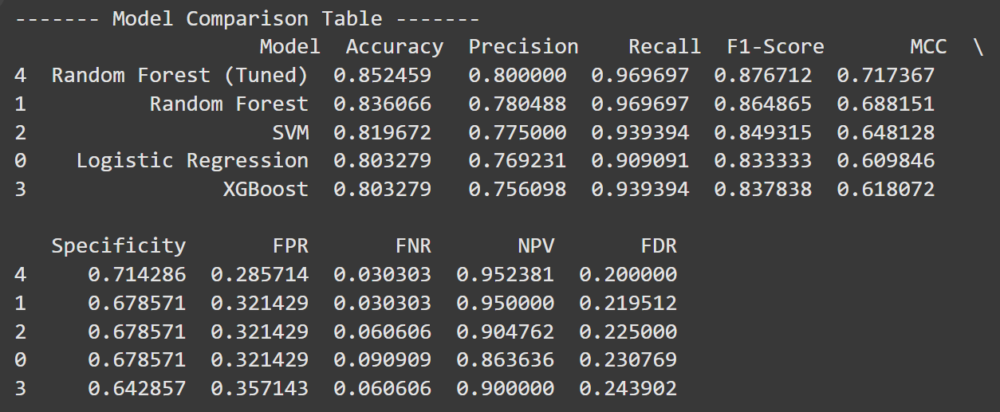 ------- Model Comparison Table -------
                    Model  Accuracy  Precision    Recall  F1-Score       MCC  \
4  Random Forest (Tuned)  0.852459   0.800000  0.969697  0.876712  0.717367
1          Random Forest  0.836066   0.780488  0.969697  0.864865  0.688151
2                    SVM  0.819672   0.775000  0.939394  0.849315  0.648128
0    Logistic Regression  0.803279   0.769231  0.909091  0.833333  0.609846
3                XGBoost  0.803279   0.756098  0.939394  0.837838  0.618072
   Specificity       FPR       FNR       NPV       FDR
4     0.714286  0.285714  0.030303  0.952381  0.200000
1     0.678571  0.321429  0.030303  0.950000  0.219512
2     0.678571  0.321429  0.060606  0.904762  0.225000
0     0.678571  0.321429  0.090909  0.863636  0.230769
3     0.642857  0.357143  0.060606  0.900000  0.243902